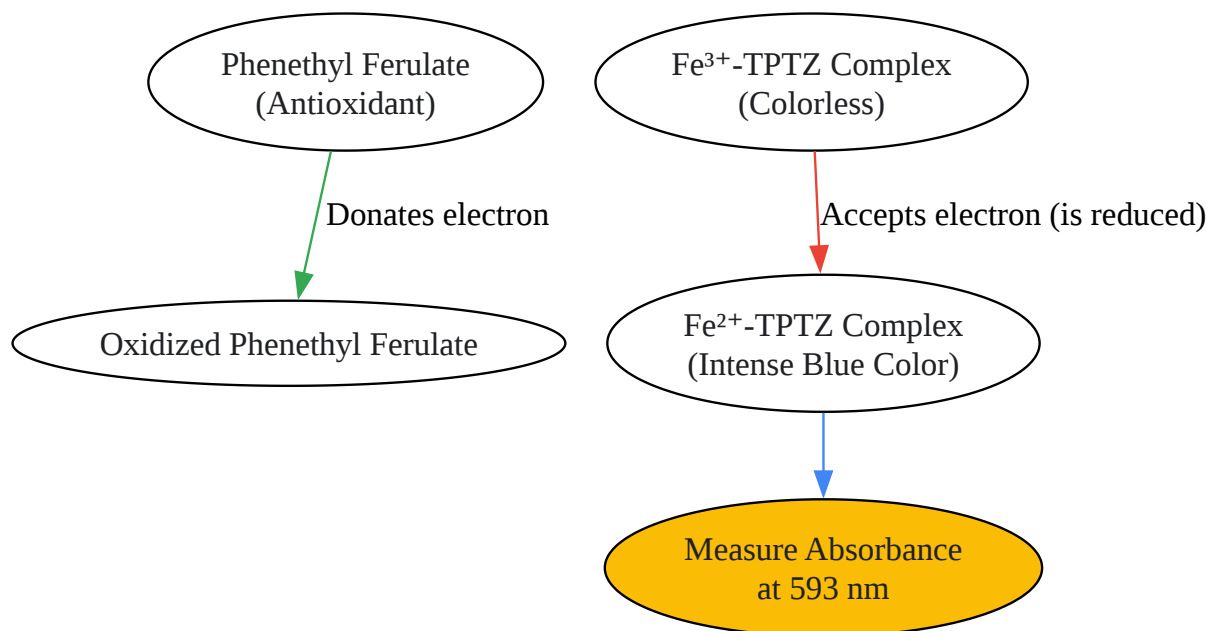 Phenethyl Ferulate
(Antioxidant)
Fe³⁺-TPTZ Complex
(Colorless)
Donates electron
Accepts electron (is reduced)
Oxidized Phenethyl Ferulate
Fe²⁺-TPTZ Complex
(Intense Blue Color)
Measure Absorbance
at 593 nm